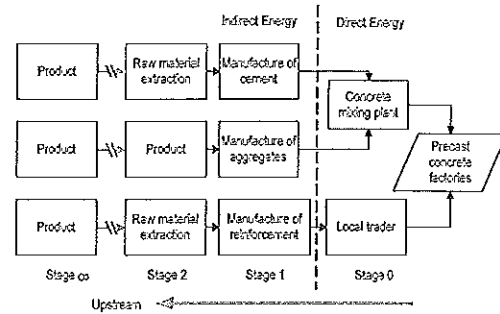 Indirect Energy
Direct Energy
Product
Raw material
extraction
Manufacture of
cement
Concrete
mixing plant
Product
Product
Manufacture of
aggregates
Precast
concrete
factories
Product
Raw material
extraction
Manufacture of
reinforcement
Local trader
Stage ∞
Stage 2
Stage 1
Stage 0
Upstream